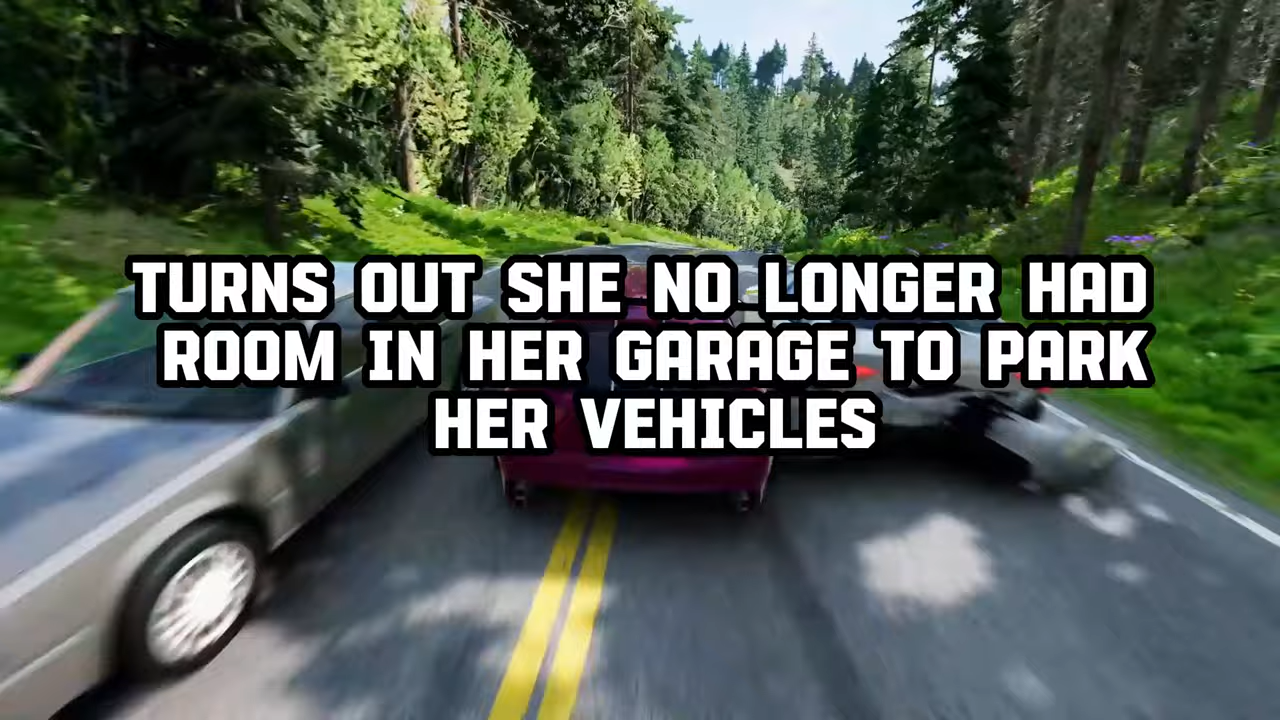 TURNS OUT SHE NO LONGER HAD
ROOM IN HER GARAGE TO PARK
HER VEHICLES